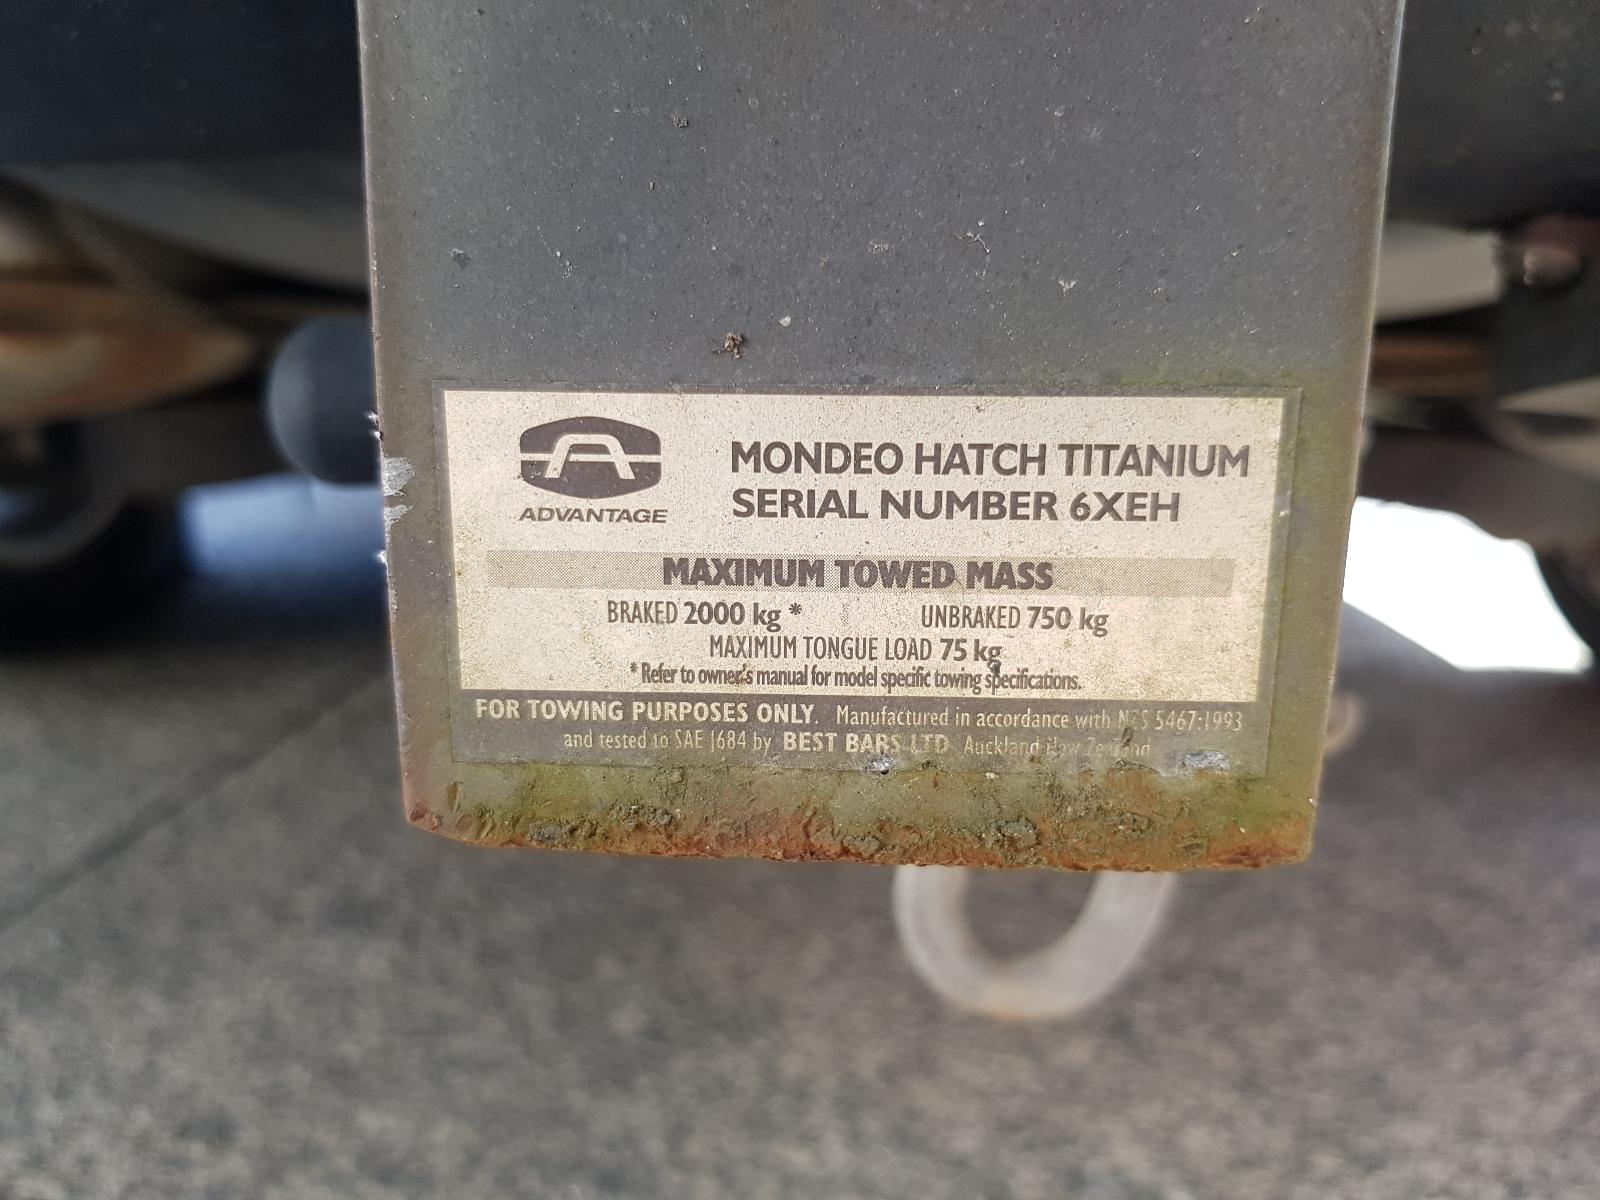 ADVANTAGE
MONDEO HATCH TITANIUM
SERIAL NUMBER 6XEH
MAXIMUM TOWED MASS
BRAKED 2000 kg * UNBRAKED 750 kg
MAXIMUM TONGUE LOAD 75 kg
* Refer to owner's manual for model specific towing specifications.
FOR TOWING PURPOSES ONLY. Manufactured in accordance with NZS 5467:1993
and tested to SAE J684 by BEST BARS LTD Auckland New Zealand